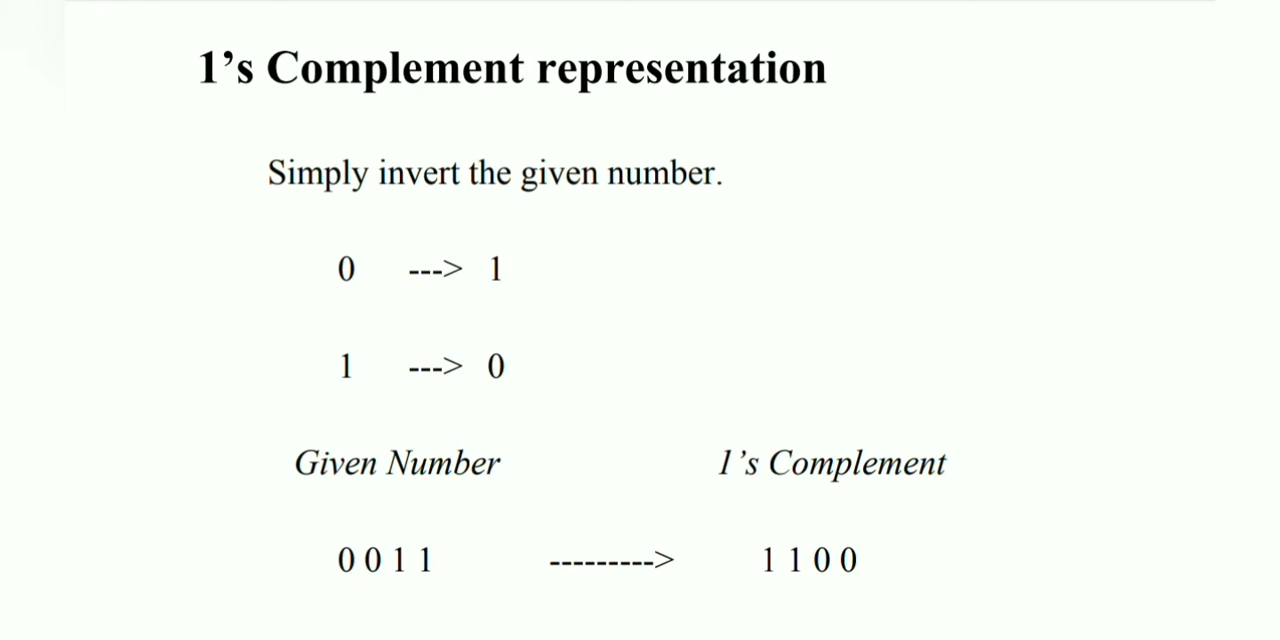 1’s Complement representation
Simply invert the given number.
0 ---> 1
1 ---> 0
Given Number 1’s Complement
0 0 1 1 ---------> 1 1 0 0